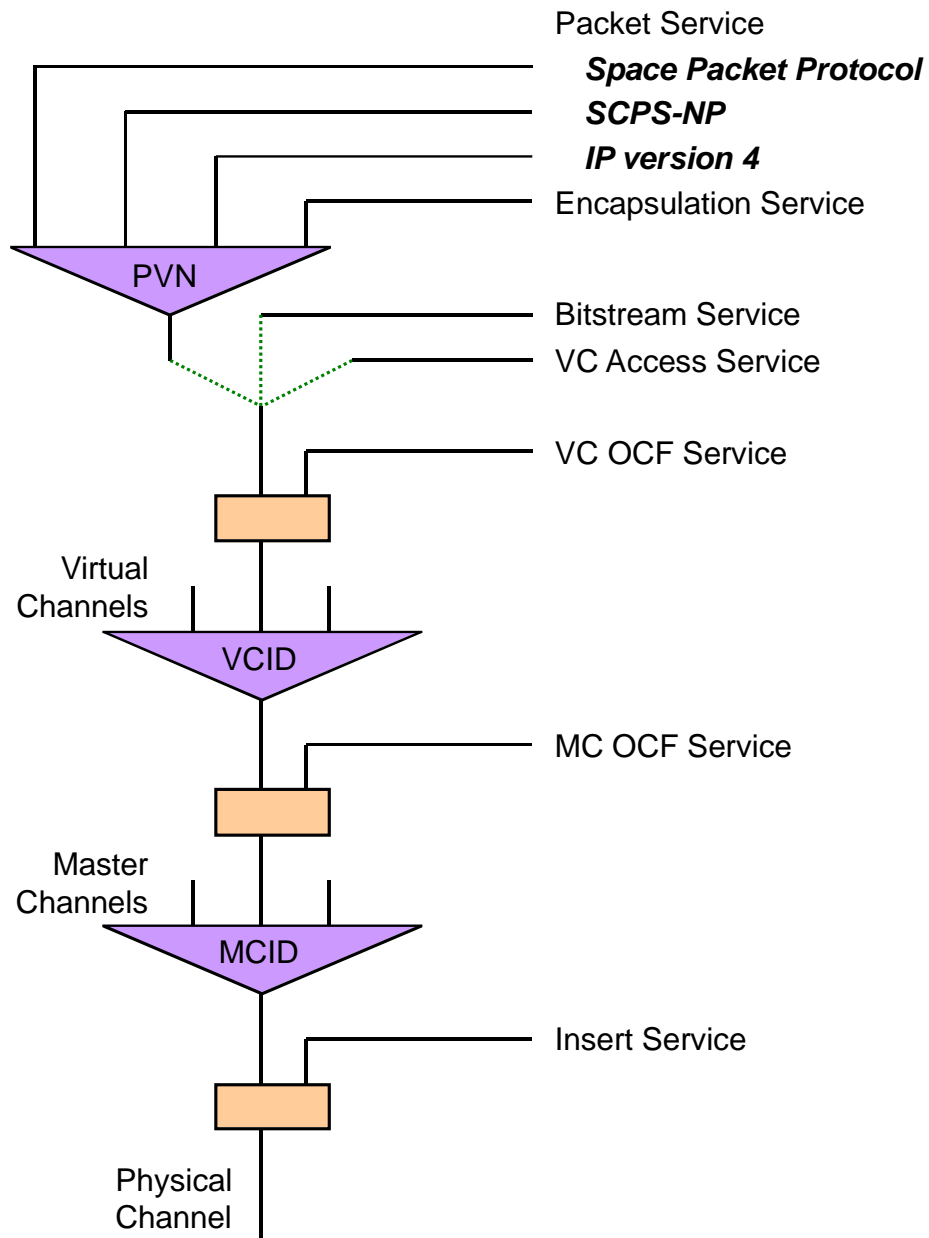 Packet Service
Space Packet Protocol
SCPS-NP
IP version 4
Encapsulation Service
PVN
Bitstream Service
VC Access Service
VC OCF Service
Virtual
Channels
VCID
MC OCF Service
Master
Channels
MCID
Insert Service
Physical
Channel